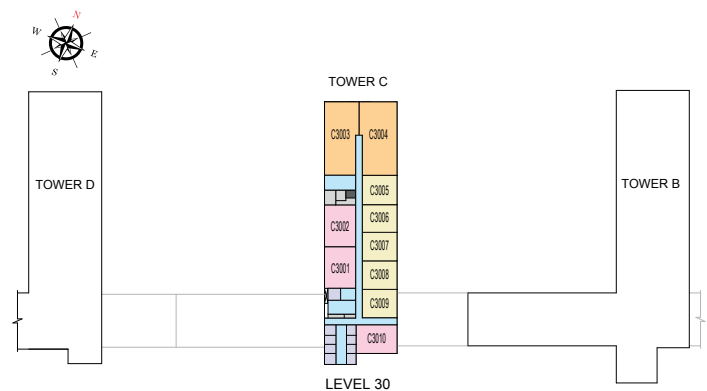 N
W
E
S
TOWER C
C3003
C3004
TOWER D
TOWER B
C3005
C3006
C3002
C3007
C3001
C3008
C3009
C3010
LEVEL 30